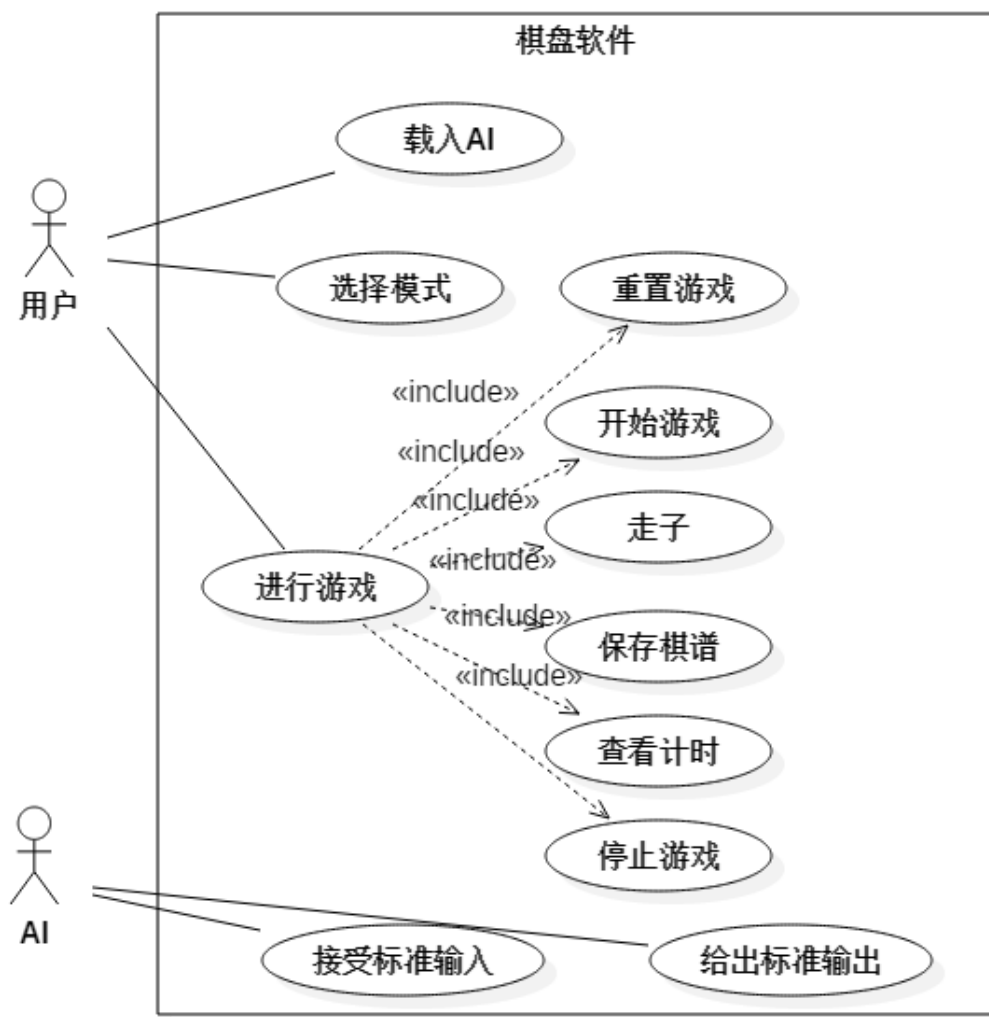 棋盘软件
载入AI
用户
选择模式
重置游戏
«include»
开始游戏
«include»
«include»
走子
«include»
进行游戏
«include»
保存棋谱
«include»
查看计时
停止游戏
AI
接受标准输入
给出标准输出